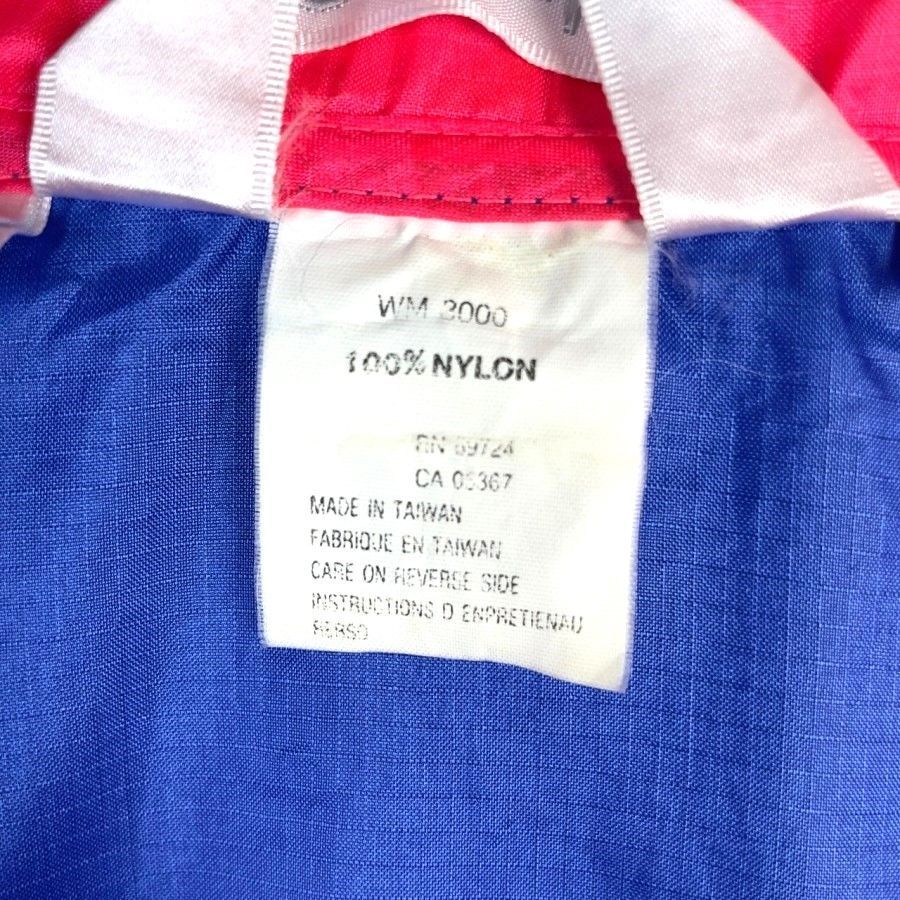 WM 3000
100% NYLON
RN 69724
CA 05367
MADE IN TAIWAN
FABRIQUE EN TAIWAN
CARE ON REVERSE SIDE
INSTRUCTIONS D ENPRETIENAU